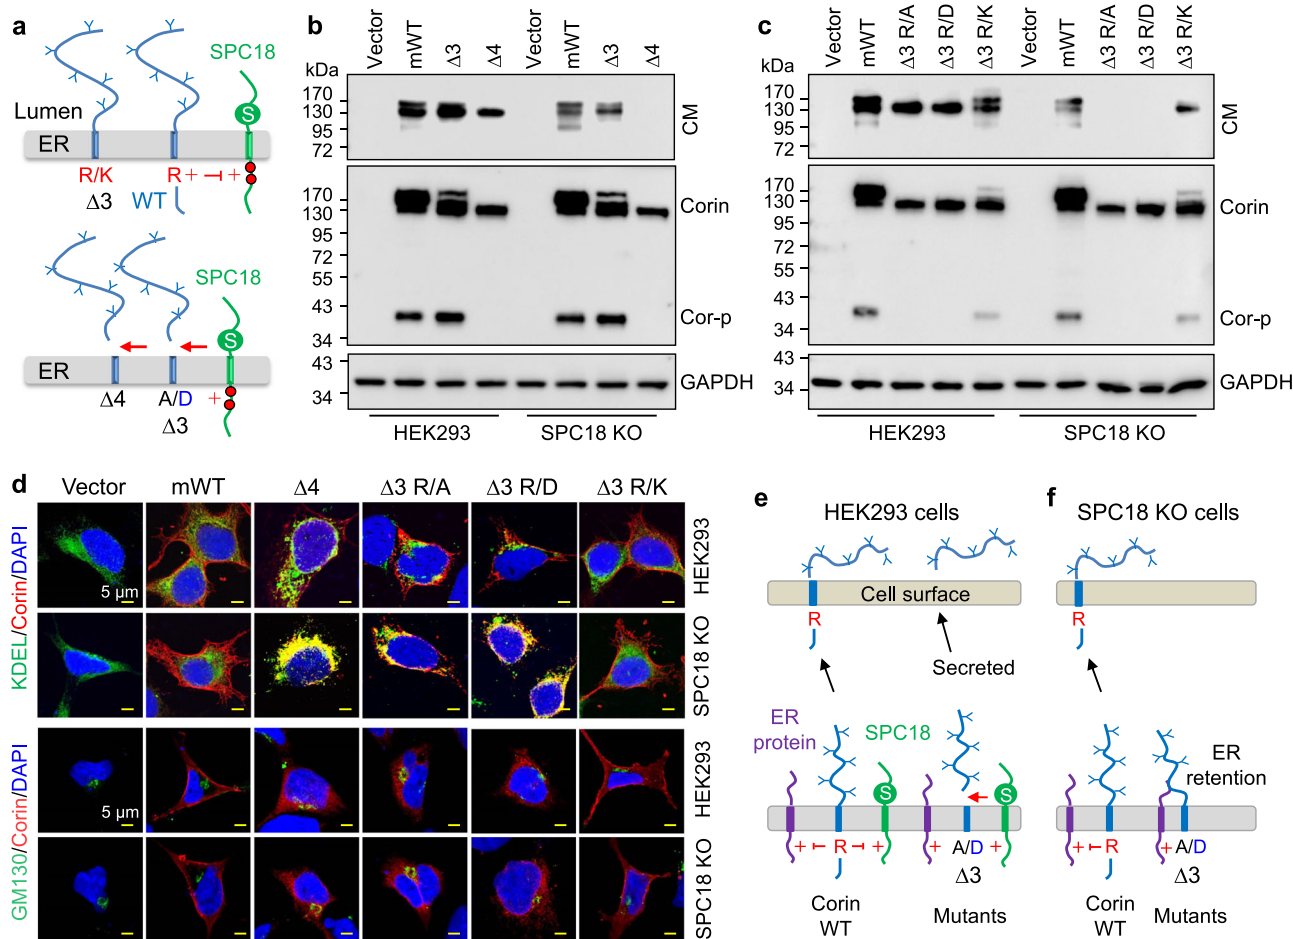 a
SPC18
Lumen
S
ER
R/K
R + ⊣ +
Δ3
WT
SPC18
S
ER
Δ4
A/D
+
Δ3
b
Vector
mWT
Δ3
Δ4
Vector
mWT
Δ3
Δ4
kDa
170
130
95
72
CM
170
130
95
72
55
43
34
Corin
Cor-p
43
34
GAPDH
HEK293
SPC18 KO
c
Vector
mWT
Δ3 R/A
Δ3 R/D
Δ3 R/K
Vector
mWT
Δ3 R/A
Δ3 R/D
Δ3 R/K
kDa
170
130
95
72
CM
170
130
95
72
55
43
34
Corin
Cor-p
43
34
GAPDH
HEK293
SPC18 KO
d
Vector
mWT
Δ4
Δ3 R/A
Δ3 R/D
Δ3 R/K
KDEL/Corin/DAPI
5 µm
HEK293
SPC18 KO
GM130/Corin/DAPI
5 µm
HEK293
SPC18 KO
e
HEK293 cells
Cell surface
R
Secreted
ER
protein
SPC18
S
S
+ ⊢ R ⊣ +
+
A/D
+
Δ3
Corin
WT
Mutants
f
SPC18 KO cells
R
ER
retention
+ ⊢ R
+
A/D
Δ3
Corin
WT
Mutants